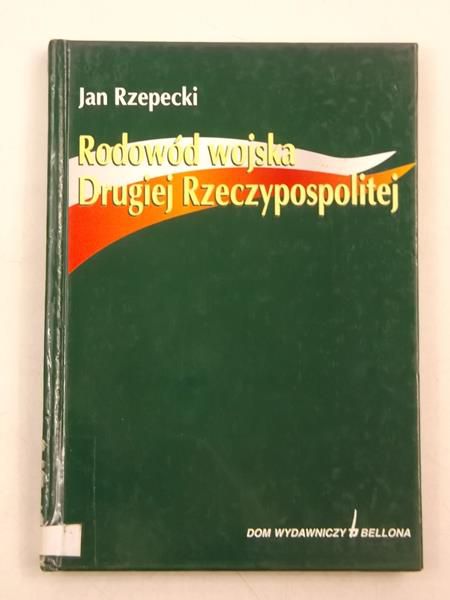 Jan Rzepecki
Rodowód wojska
Drugiej Rzeczypospolitej
DOM WYDAWNICZY BELLONA